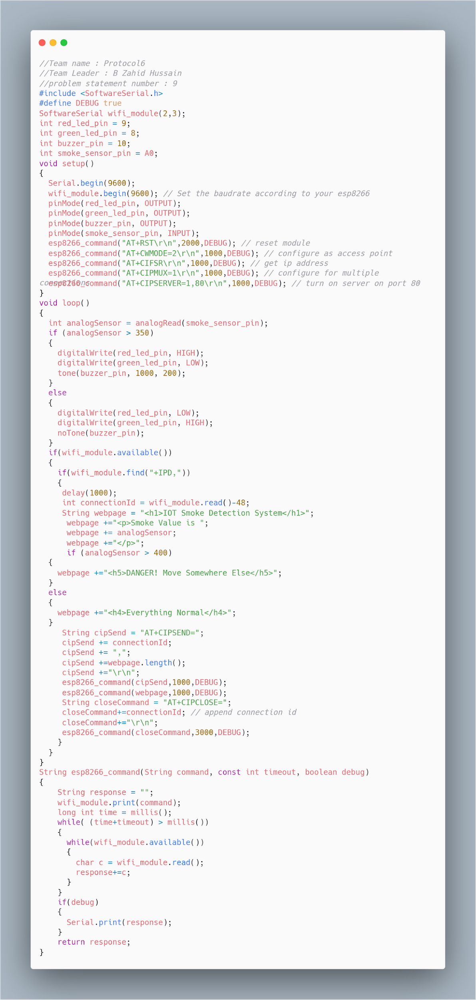 //Team name : Protocol6
//Team Leader : B Zahid Hussain
//problem statement number : 9
#include <SoftwareSerial.h>
#define DEBUG true
SoftwareSerial wifi_module(2,3);
int red_led_pin = 9;
int green_led_pin = 8;
int buzzer_pin = 10;
int smoke_sensor_pin = A0;
void setup()
{
  Serial.begin(9600);
  wifi_module.begin(9600); // Set the baudrate according to your esp8266
  pinMode(red_led_pin, OUTPUT);
  pinMode(green_led_pin, OUTPUT);
  pinMode(buzzer_pin, OUTPUT);
  pinMode(smoke_sensor_pin, INPUT);
  esp8266_command("AT+RST\r\n",2000,DEBUG); // reset module
  esp8266_command("AT+CWMODE=2\r\n",1000,DEBUG); // configure as access point
  esp8266_command("AT+CIFSR\r\n",1000,DEBUG); // get ip address
  esp8266_command("AT+CIPMUX=1\r\n",1000,DEBUG); // configure for multiple
connections
  esp8266_command("AT+CIPSERVER=1,80\r\n",1000,DEBUG); // turn on server on port 80
}
void loop()
{
  int analogSensor = analogRead(smoke_sensor_pin);
  if (analogSensor > 350)
  {
    digitalWrite(red_led_pin, HIGH);
    digitalWrite(green_led_pin, LOW);
    tone(buzzer_pin, 1000, 200);
  }
  else
  {
    digitalWrite(red_led_pin, LOW);
    digitalWrite(green_led_pin, HIGH);
    noTone(buzzer_pin);
  }
  if(wifi_module.available())
  {
    if(wifi_module.find("+IPD,"))
    {
     delay(1000);
     int connectionId = wifi_module.read()-48;
     String webpage = "<h1>IOT Smoke Detection System</h1>";
      webpage +="<p>Smoke Value is ";
      webpage += analogSensor;
      webpage +="</p>";
      if (analogSensor > 400)
  {
    webpage +="<h5>DANGER! Move Somewhere Else</h5>";
  }
  else
  {
    webpage +="<h4>Everything Normal</h4>";
  }
     String cipSend = "AT+CIPSEND=";
     cipSend += connectionId;
     cipSend += ",";
     cipSend +=webpage.length();
     cipSend +="\r\n";
     esp8266_command(cipSend,1000,DEBUG);
     esp8266_command(webpage,1000,DEBUG);
     String closeCommand = "AT+CIPCLOSE=";
     closeCommand+=connectionId; // append connection id
     closeCommand+="\r\n";
     esp8266_command(closeCommand,3000,DEBUG);
    }
  }
}
String esp8266_command(String command, const int timeout, boolean debug)
{
    String response = "";
    wifi_module.print(command);
    long int time = millis();
    while( (time+timeout) > millis())
    {
      while(wifi_module.available())
      {
        char c = wifi_module.read();
        response+=c;
      }
    }
    if(debug)
    {
      Serial.print(response);
    }
    return response;
}